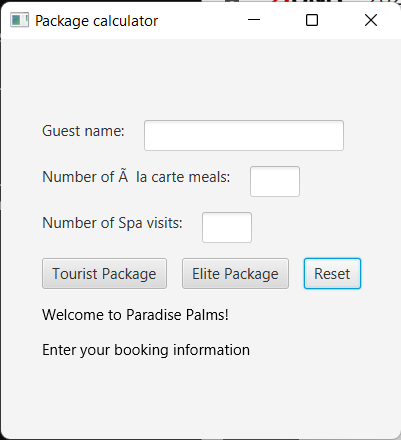 Package calculator
Guest name:
Number of Ã la carte meals:
Number of Spa visits:
Tourist Package Elite Package Reset
Welcome to Paradise Palms!
Enter your booking information